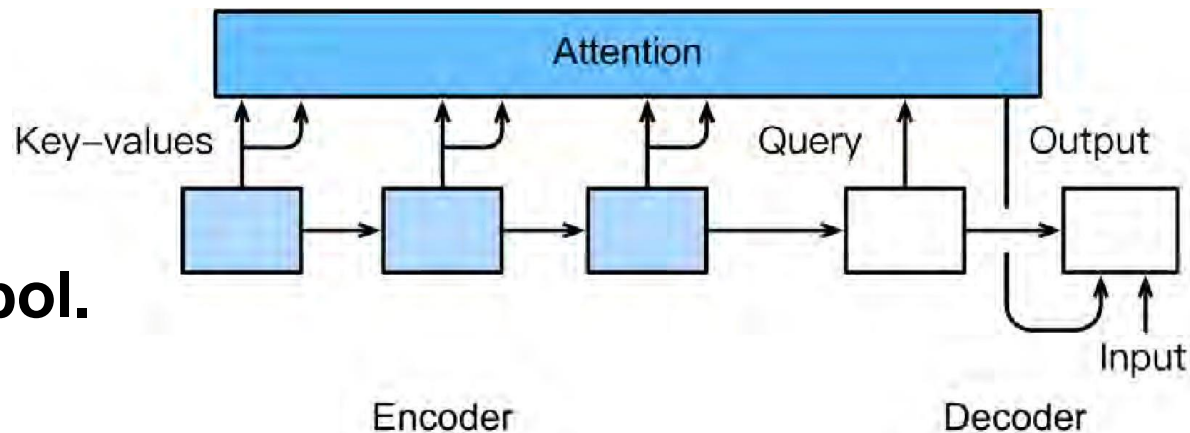 Attention
Key–values
Query
Output
ool.
Input
Encoder
Decoder